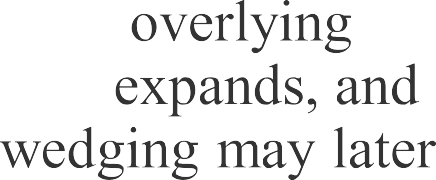 overlying
expands, and
wedging may later